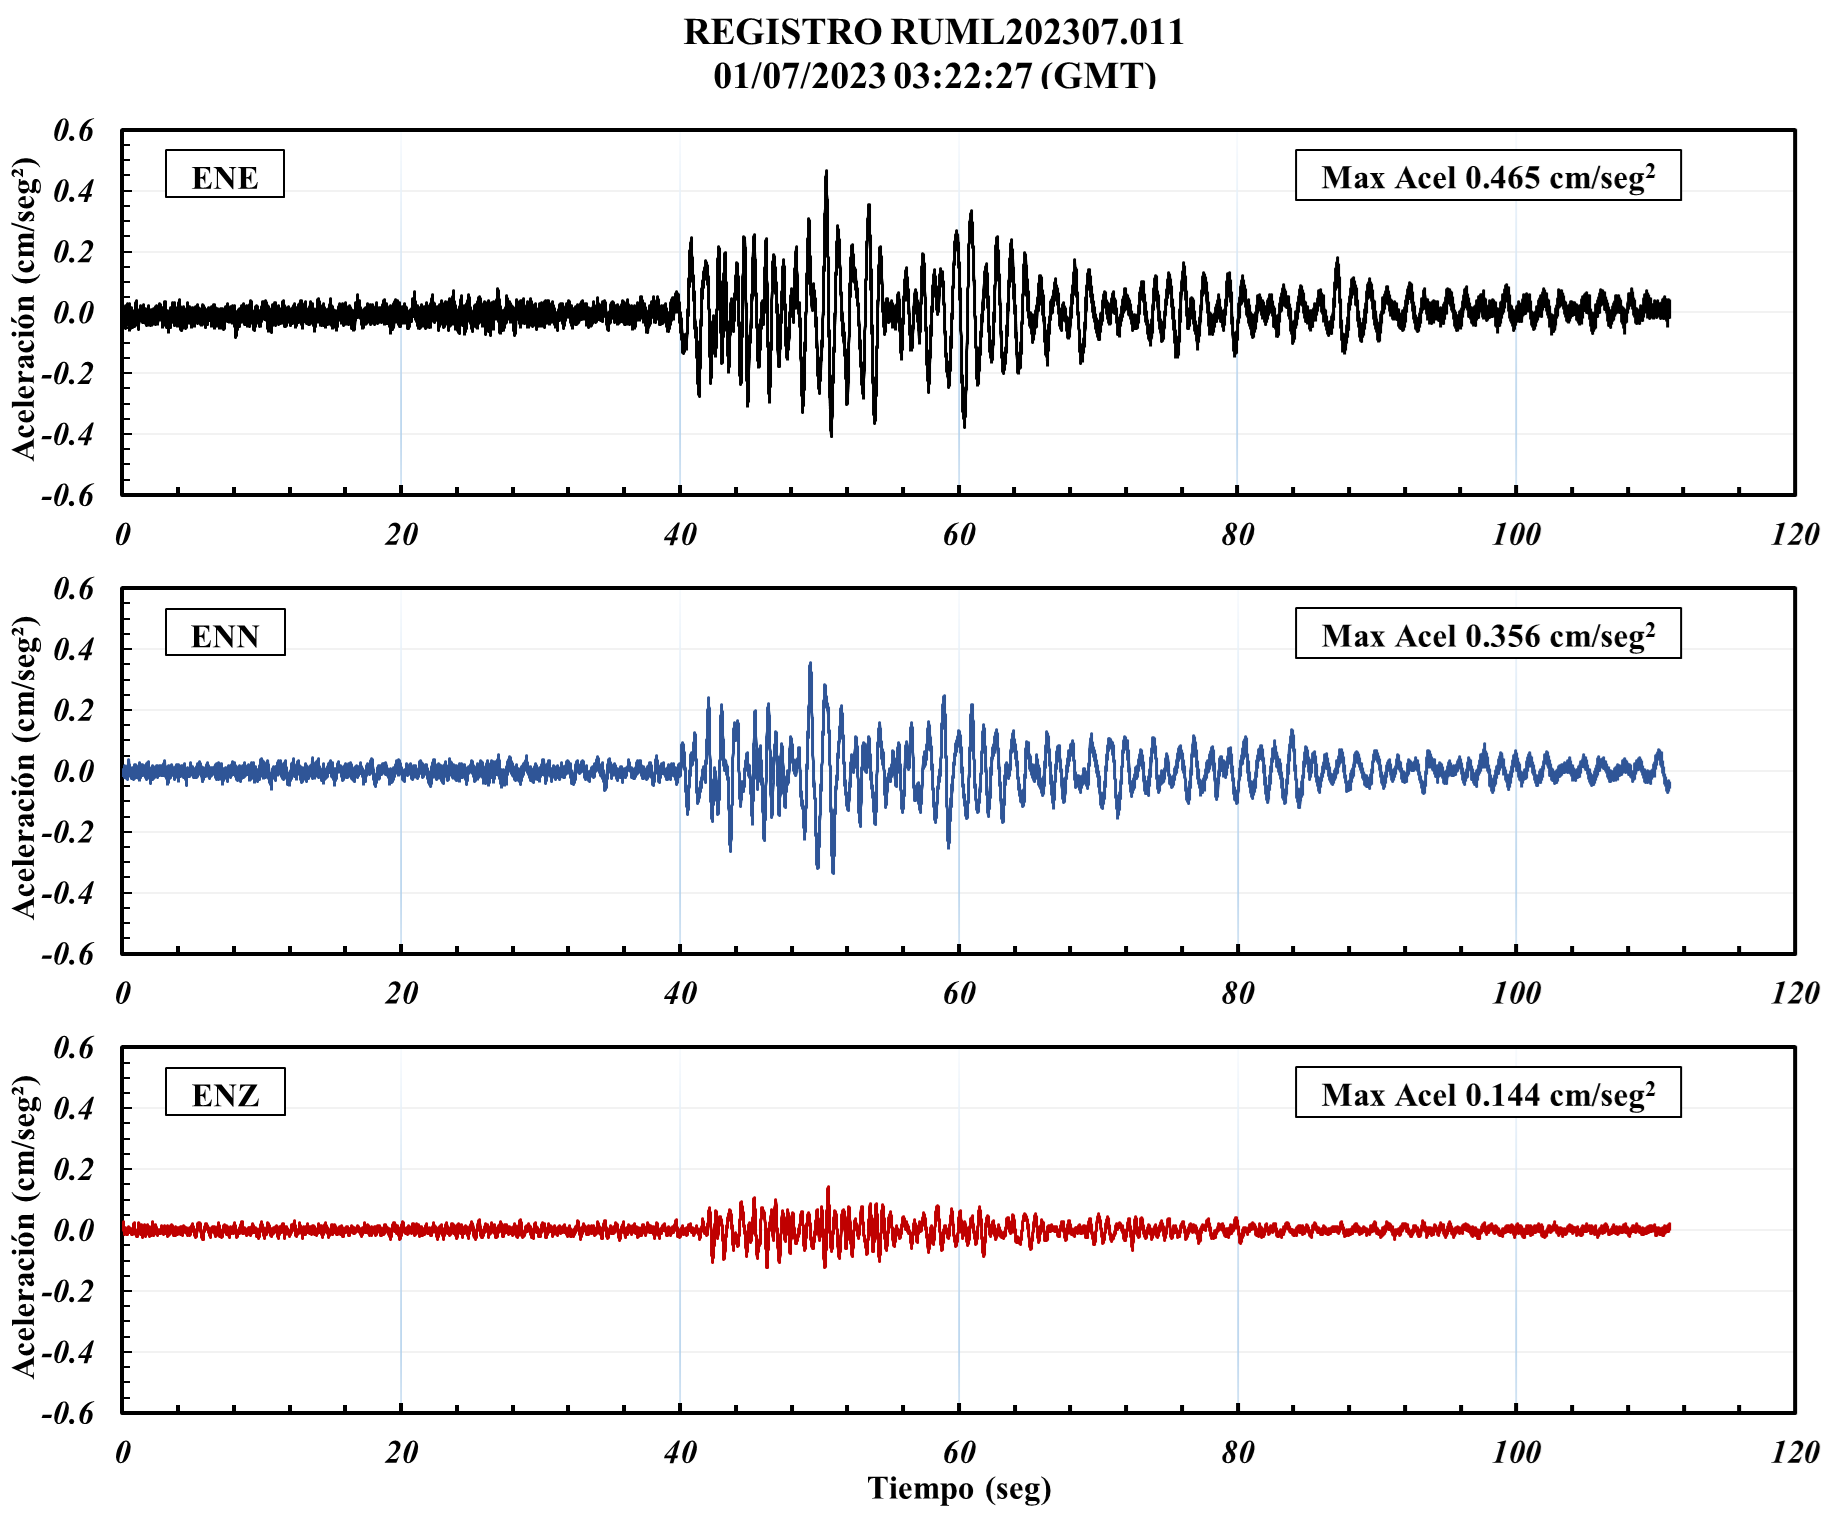 REGISTRO RUML202307.011
01/07/2023 03:22:27 (GMT)
Aceleración (cm/seg²)
0.6
0.4
0.2
0.0
-0.2
-0.4
-0.6
ENE
Max Acel 0.465 cm/seg²
0 20 40 60 80 100 120
Aceleración (cm/seg²)
0.6
0.4
0.2
0.0
-0.2
-0.4
-0.6
ENN
Max Acel 0.356 cm/seg²
0 20 40 60 80 100 120
Aceleración (cm/seg²)
0.6
0.4
0.2
0.0
-0.2
-0.4
-0.6
ENZ
Max Acel 0.144 cm/seg²
0 20 40 60 80 100 120
Tiempo (seg)